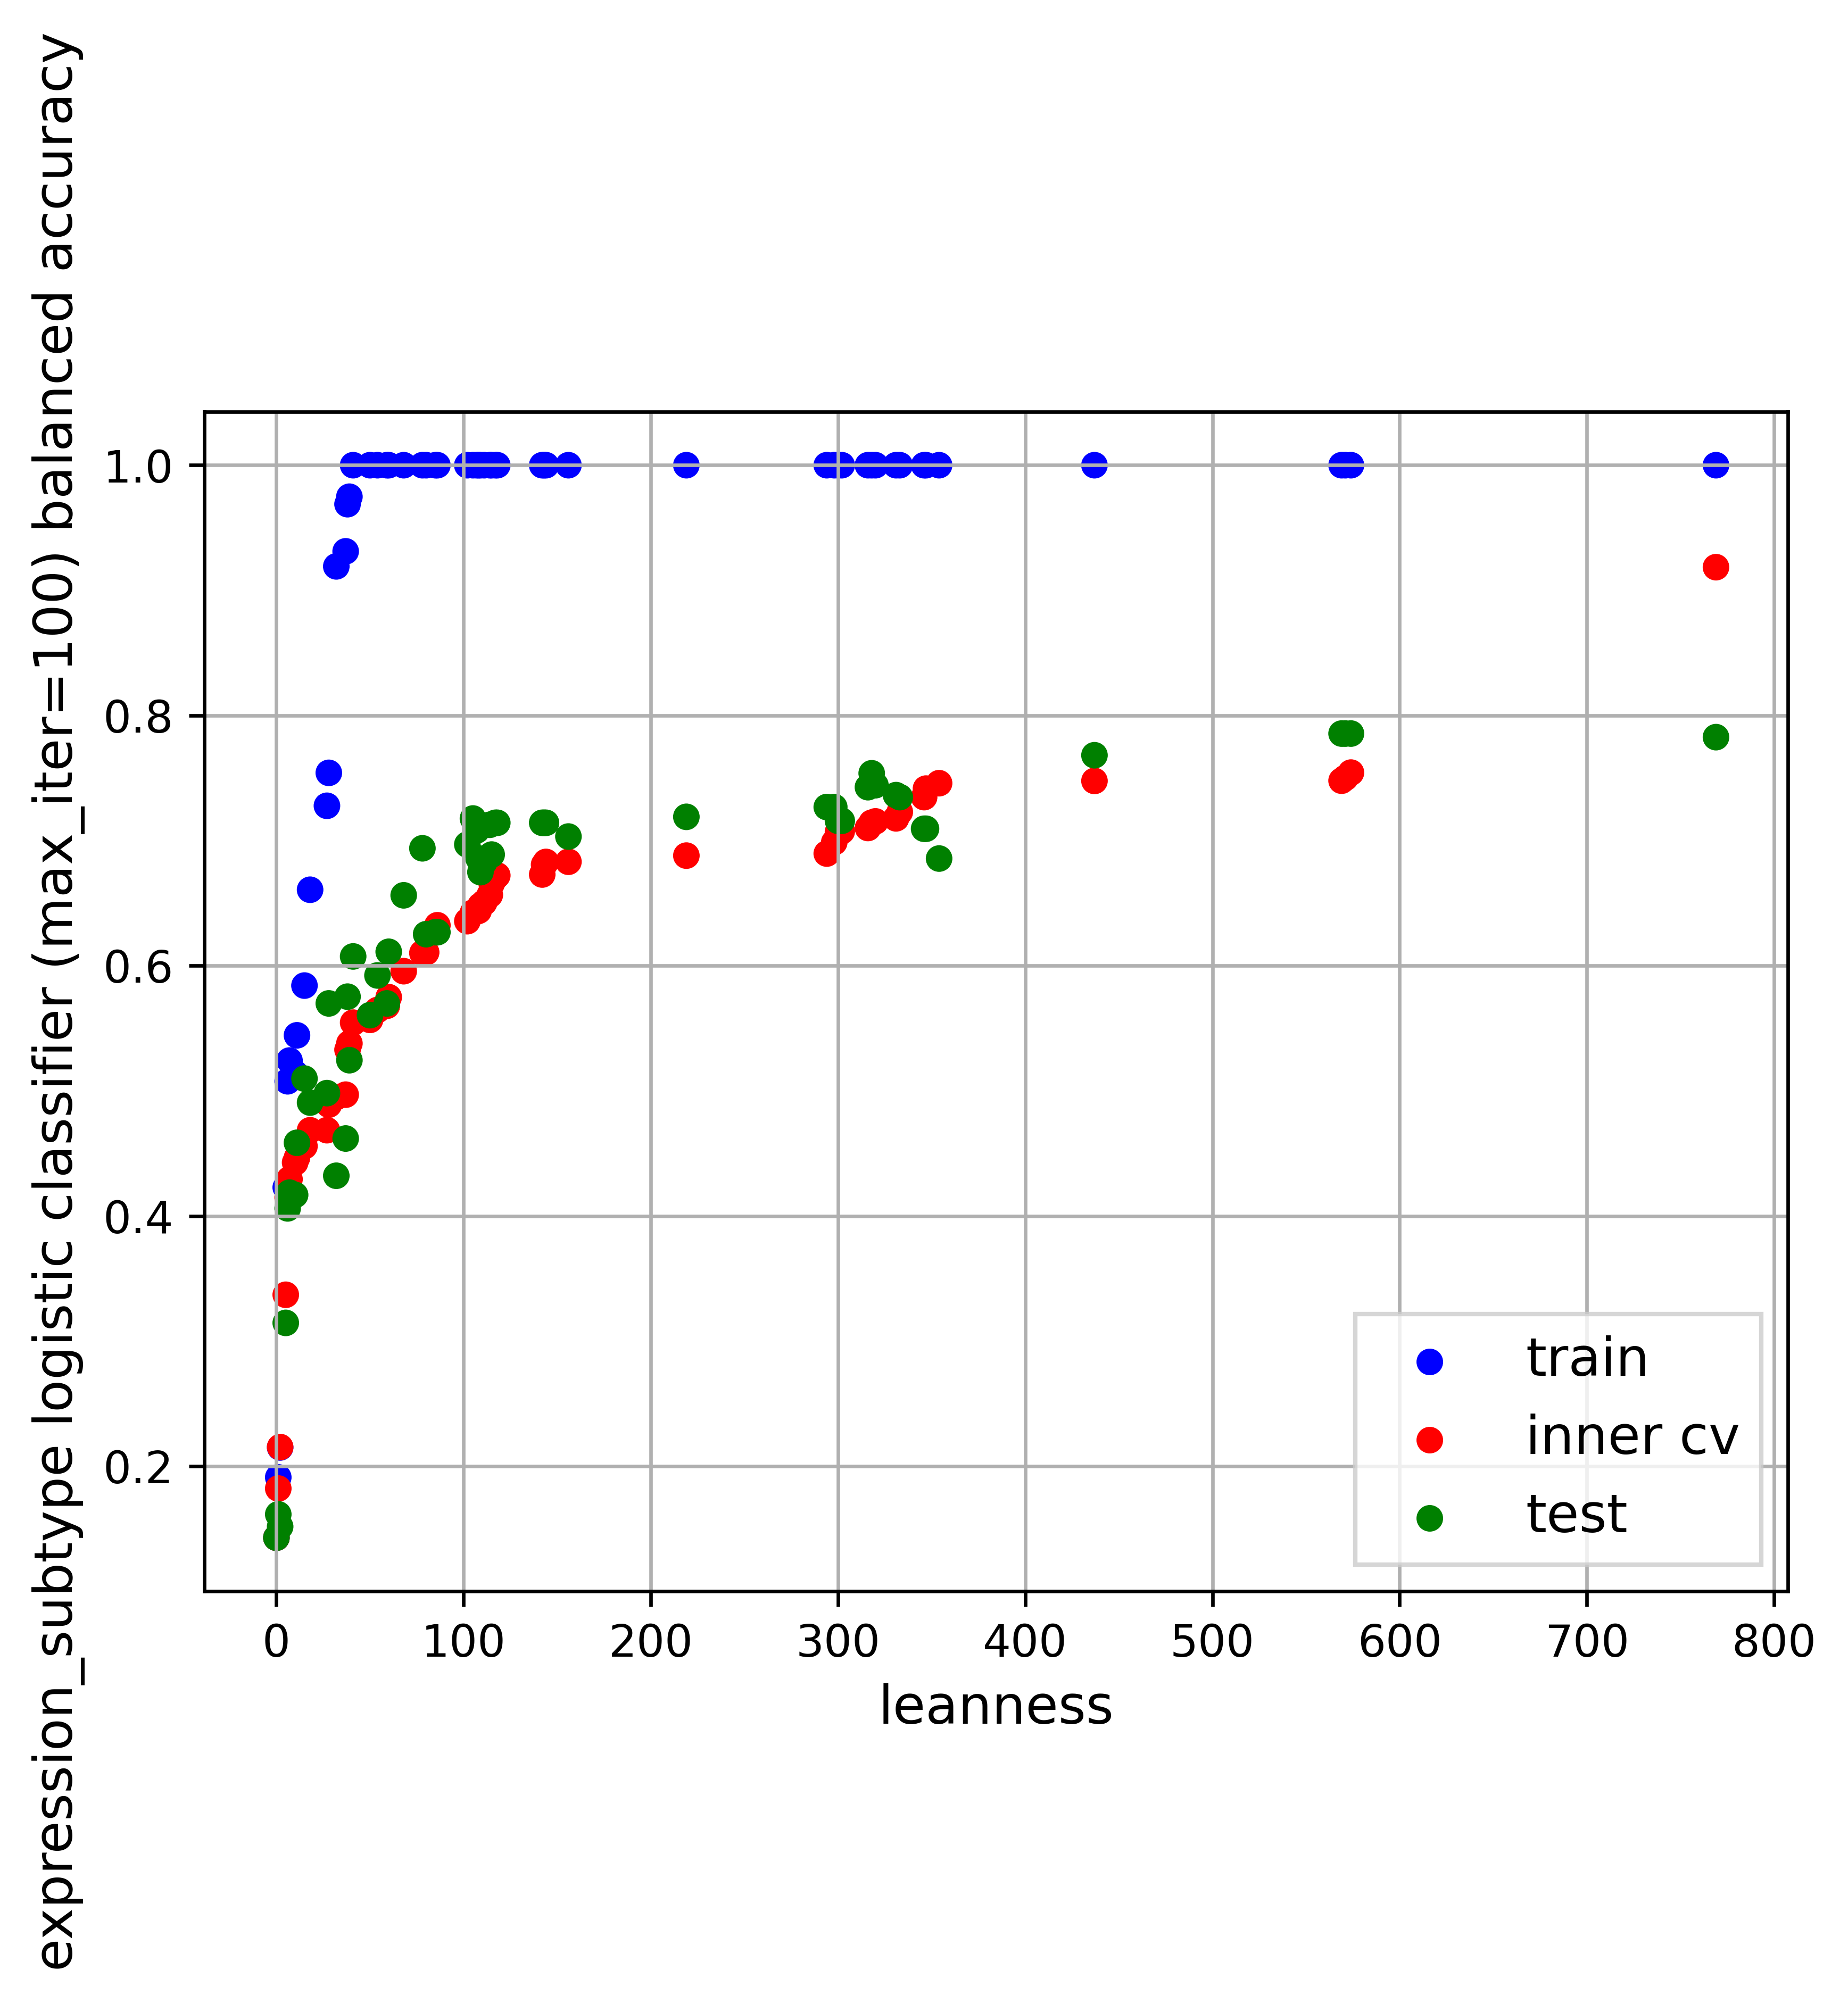 expression_subtype logistic classifier (max_iter=100) balanced accuracy
1.0
0.8
0.6
0.4
0.2
train
inner cv
test
0 100 200 300 400 500 600 700 800
leanness